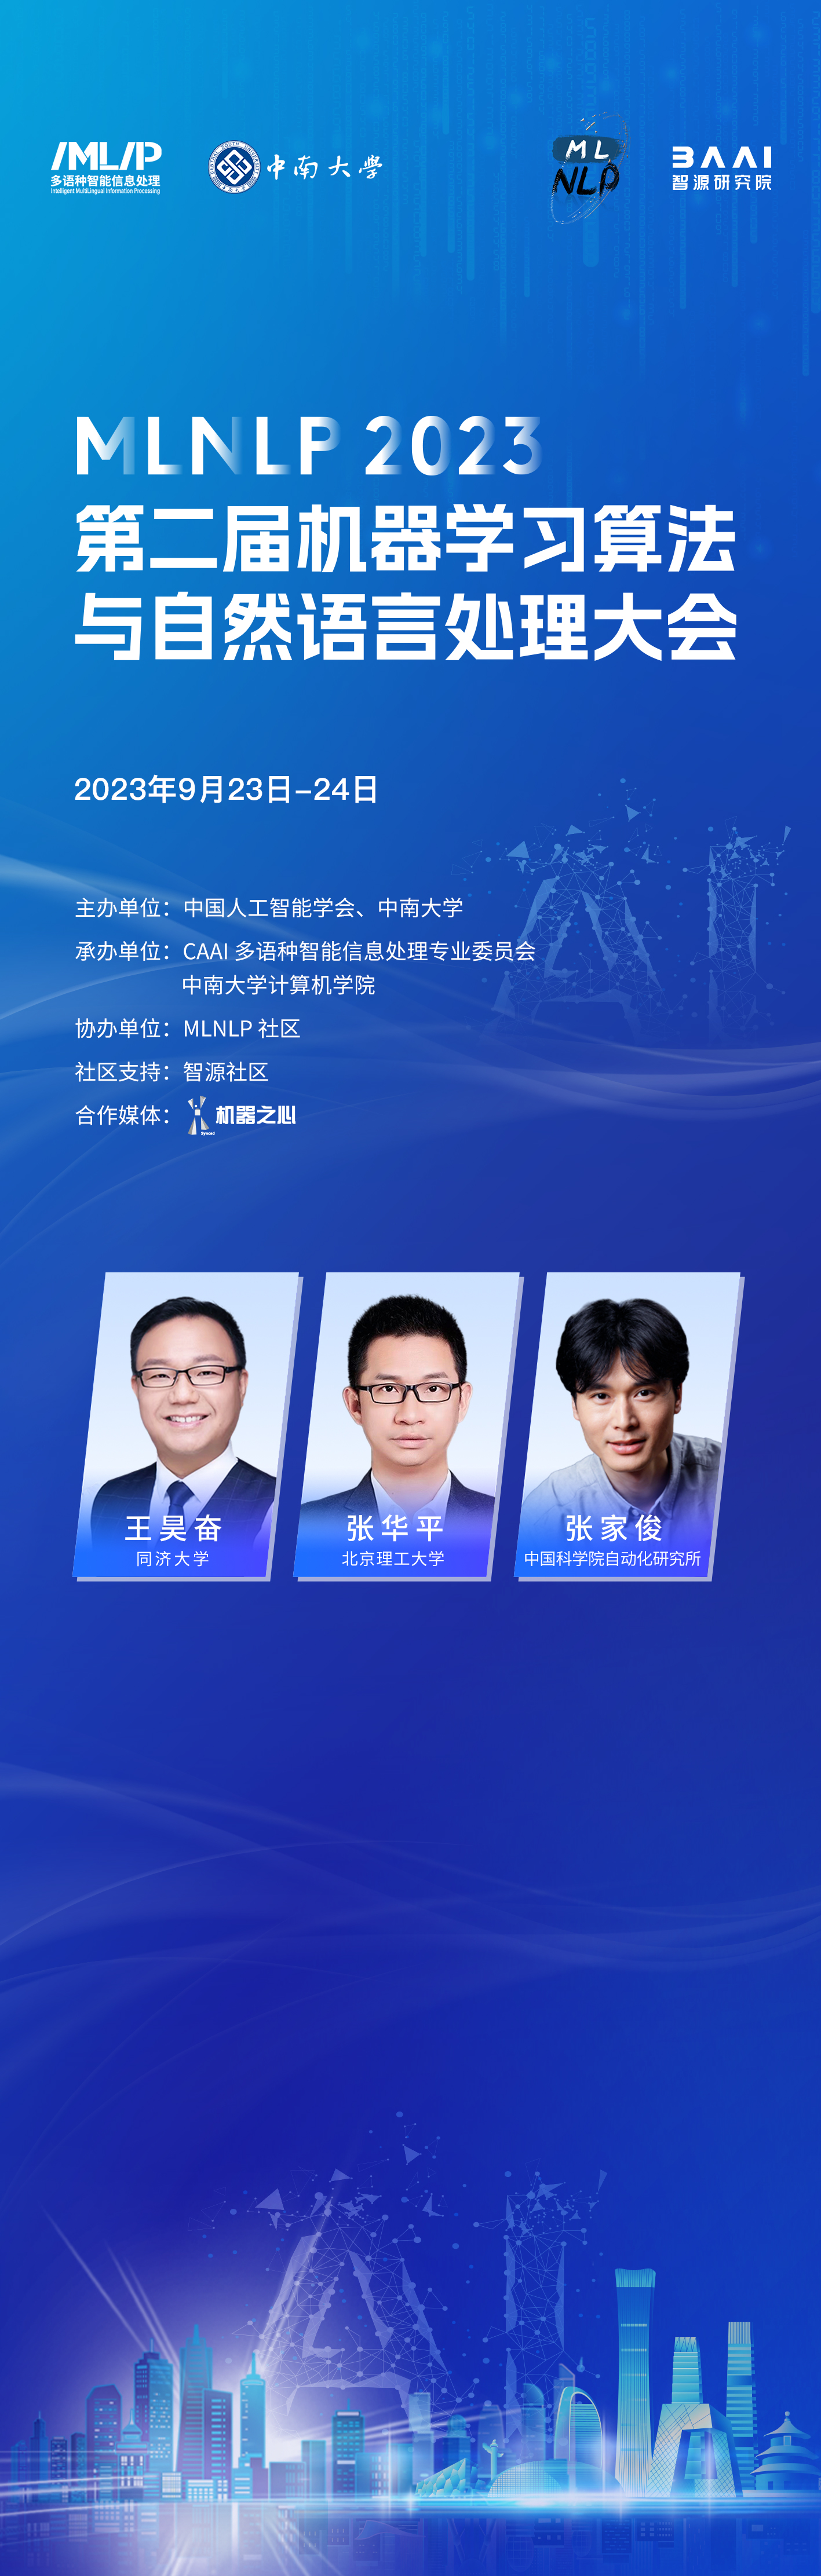 IMLIP
多语种智能信息处理
Intelligent MultiLingual Information Processing
CENTRAL SOUTH UNIVERSITY
中南大學
ML
NLP
BAAI
智源研究院
MLNLP 2023
第二届机器学习算法
与自然语言处理大会
2023年9月23日-24日
主办单位：中国人工智能学会、中南大学
承办单位：CAAI 多语种智能信息处理专业委员会
中南大学计算机学院
协办单位：MLNLP 社区
社区支持：智源社区
合作媒体：机器之心
Synced
AI
王昊奋
同济大学
张华平
北京理工大学
张家俊
中国科学院自动化研究所
AI